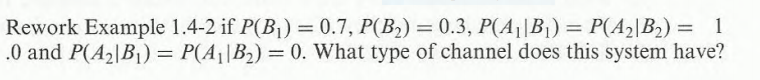 Rework Example 1.4-2 if P(B₁) = 0.7, P(B₂) = 0.3, P(A₁|B₁) = P(A₂|B₂) = 1
.0 and P(A₂|B₁) = P(A₁|B₂) = 0. What type of channel does this system have?